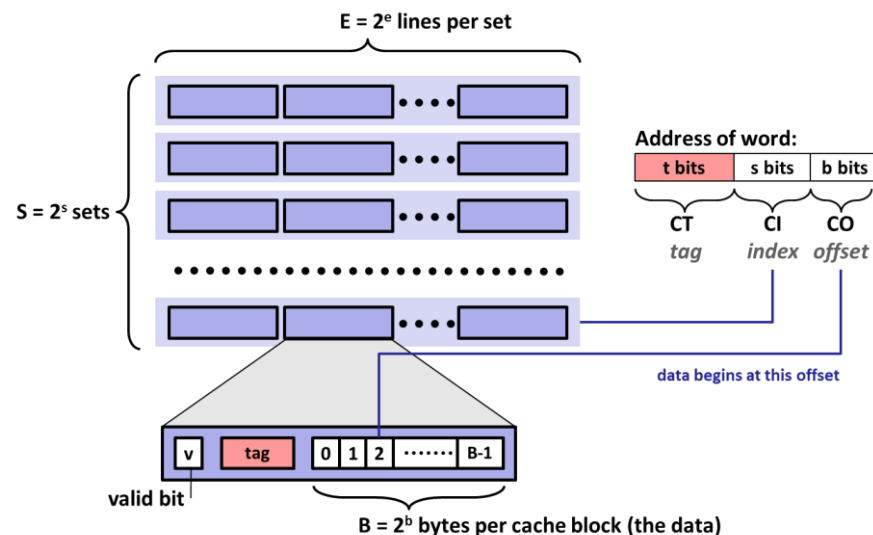 E = 2ᵉ lines per set
Address of word:
t bits s bits b bits
S = 2ˢ sets
CT CI CO
tag index offset
data begins at this offset
v tag 0 1 2 ······· B-1
valid bit
B = 2ᵇ bytes per cache block (the data)